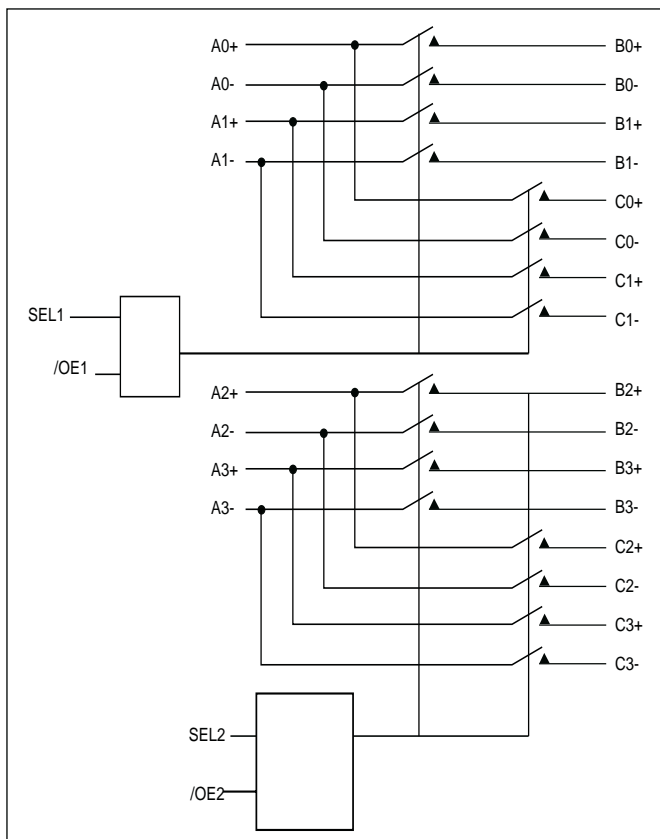 A0+ B0+
A0- B0-
A1+ B1+
A1- B1-
C0+
C0-
C1+
SEL1 C1-
/OE1
A2+ B2+
A2- B2-
A3+ B3+
A3- B3-
C2+
C2-
C3+
C3-
SEL2
/OE2